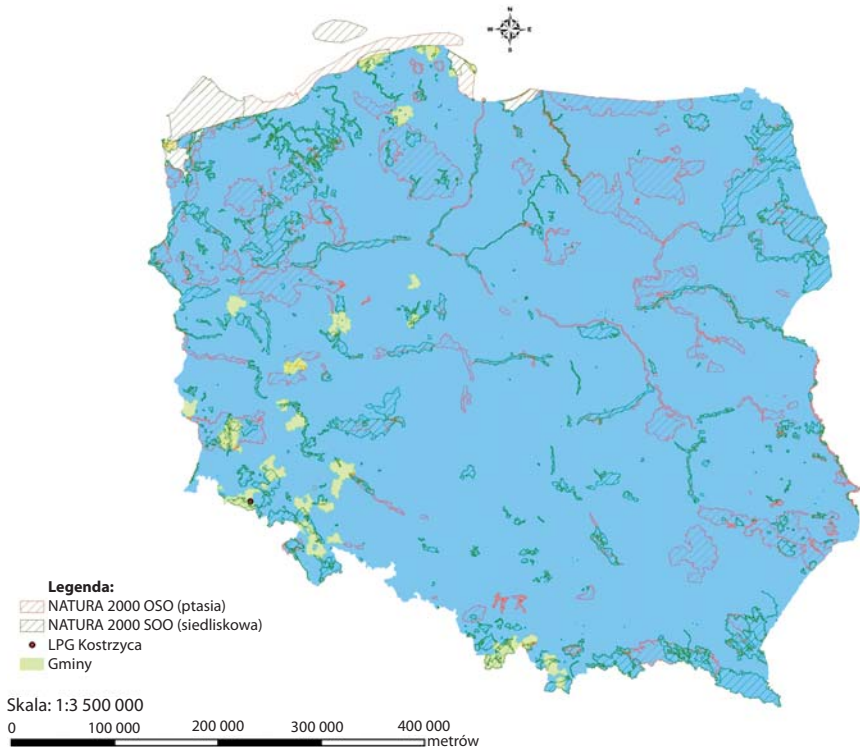 N
W E
S
Legenda:
NATURA 2000 OSO (ptasia)
NATURA 2000 SOO (siedliskowa)
LPG Kostrzyca
Gminy
Skala: 1:3 500 000
0 100 000 200 000 300 000 400 000
metrów